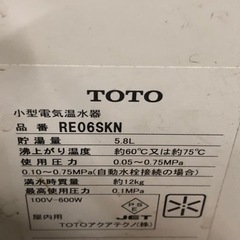 TOTO
小型電気温水器
品番 RE06SKN
貯湯量 5.8L
沸上がり温度 約60℃又は約75℃
使用圧力 0.05～0.75MPa
0.10～0.75MPa(自動水栓接続の場合)
満水時質量 約12kg
最高使用圧力 0.1MPa
100V-600W
屋内用
PSE JET
TOTOアクアテクノ(株)